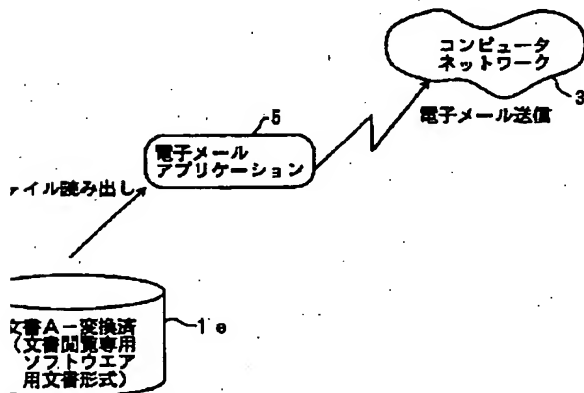 コンピュータ
ネットワーク
3
電子メール送信
5
電子メール
アプリケーション
ァイル読み出し
文書A－変換済
(文書閲覧専用
ソフトウエア
用文書形式)
1e